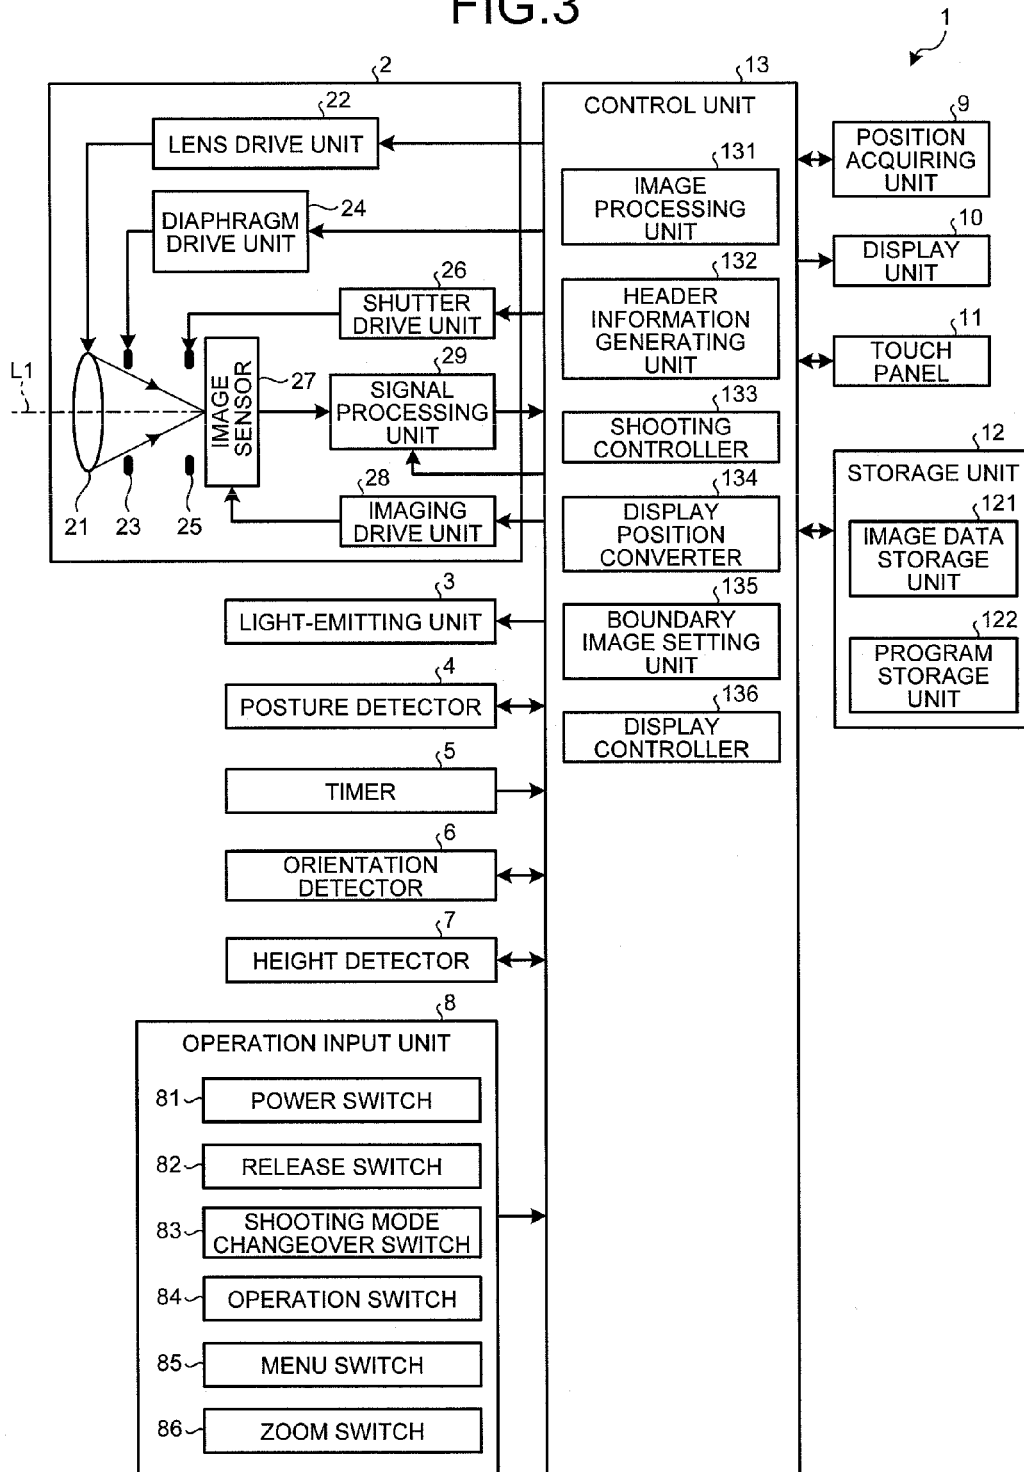 FIG.3
1
2
22
LENS DRIVE UNIT
24
DIAPHRAGM
DRIVE UNIT
26
SHUTTER
DRIVE UNIT
L1
27
IMAGE
SENSOR
29
SIGNAL
PROCESSING
UNIT
28
IMAGING
DRIVE UNIT
21
23
25
3
LIGHT-EMITTING UNIT
4
POSTURE DETECTOR
5
TIMER
6
ORIENTATION
DETECTOR
7
HEIGHT DETECTOR
8
OPERATION INPUT UNIT
81
POWER SWITCH
82
RELEASE SWITCH
83
SHOOTING MODE
CHANGEOVER SWITCH
84
OPERATION SWITCH
85
MENU SWITCH
86
ZOOM SWITCH
13
CONTROL UNIT
131
IMAGE
PROCESSING
UNIT
132
HEADER
INFORMATION
GENERATING
UNIT
133
SHOOTING
CONTROLLER
134
DISPLAY
POSITION
CONVERTER
135
BOUNDARY
IMAGE SETTING
UNIT
136
DISPLAY
CONTROLLER
9
POSITION
ACQUIRING
UNIT
10
DISPLAY
UNIT
11
TOUCH
PANEL
12
STORAGE UNIT
121
IMAGE DATA
STORAGE
UNIT
122
PROGRAM
STORAGE
UNIT